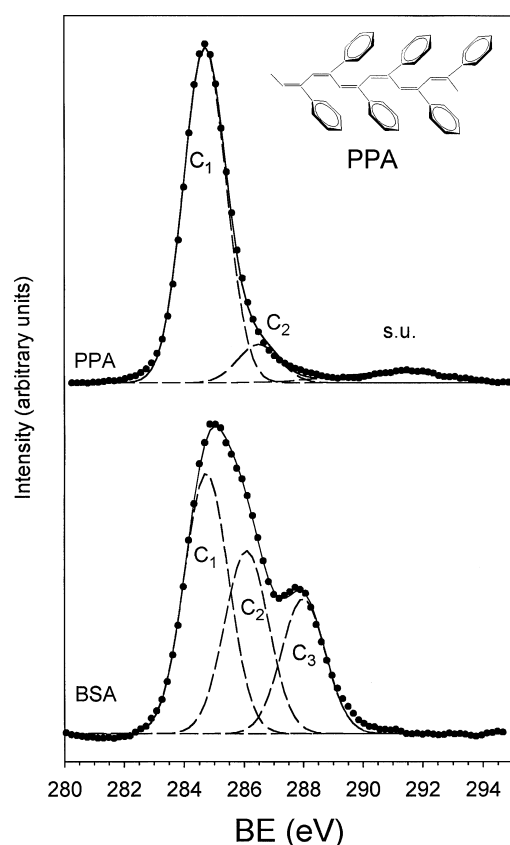 C₁
PPA
C₂
s.u.
PPA
Intensity (arbitrary units)
C₁
C₂
C₃
BSA
280 282 284 286 288 290 292 294
BE (eV)